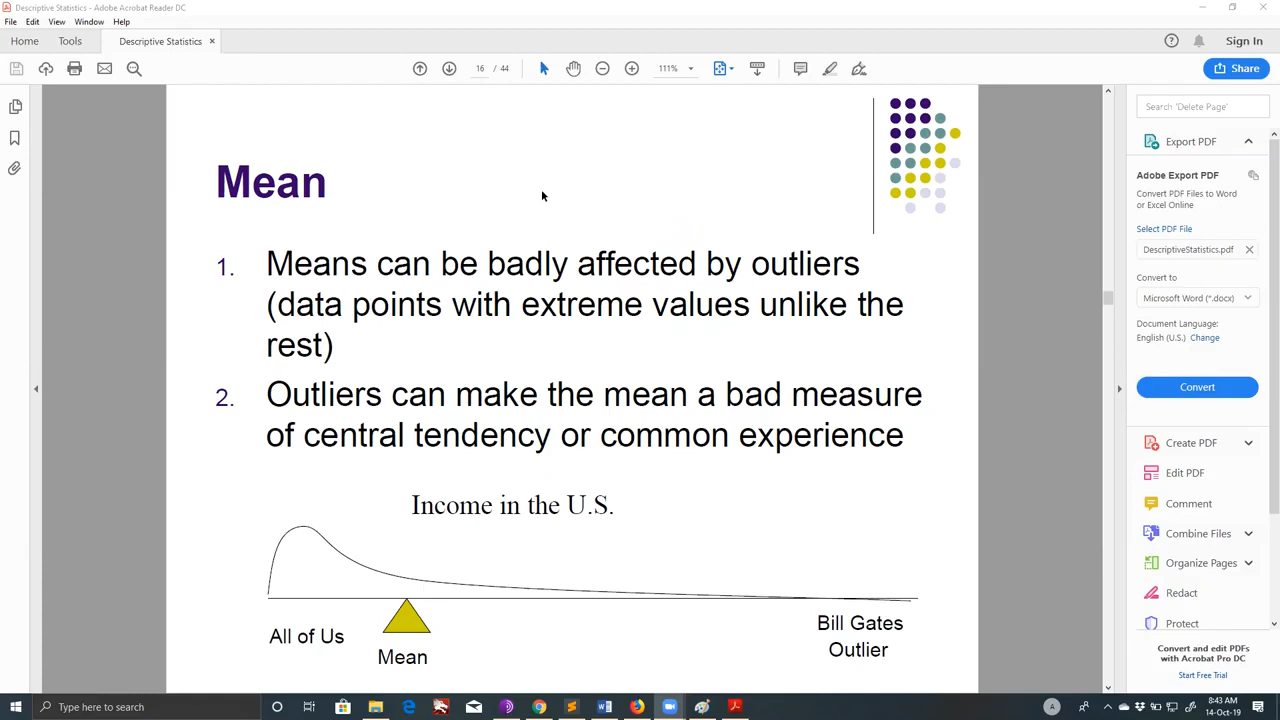 Descriptive Statistics - Adobe Acrobat Reader DC
File Edit View Window Help
Home Tools Descriptive Statistics × Sign In
16 / 44 111% Share
Search 'Delete Page'
Export PDF
Adobe Export PDF
Convert PDF Files to Word
or Excel Online
Select PDF File
DescriptiveStatistics.pdf
Convert to
Microsoft Word (*.docx)
Document Language:
English (U.S.) Change
Convert
Create PDF
Edit PDF
Comment
Combine Files
Organize Pages
Redact
Protect
Convert and edit PDFs
with Acrobat Pro DC
Start Free Trial
Mean
1. Means can be badly affected by outliers
(data points with extreme values unlike the
rest)
2. Outliers can make the mean a bad measure
of central tendency or common experience
Income in the U.S.
All of Us
Mean
Bill Gates
Outlier
Type here to search
8:43 AM
14-Oct-19